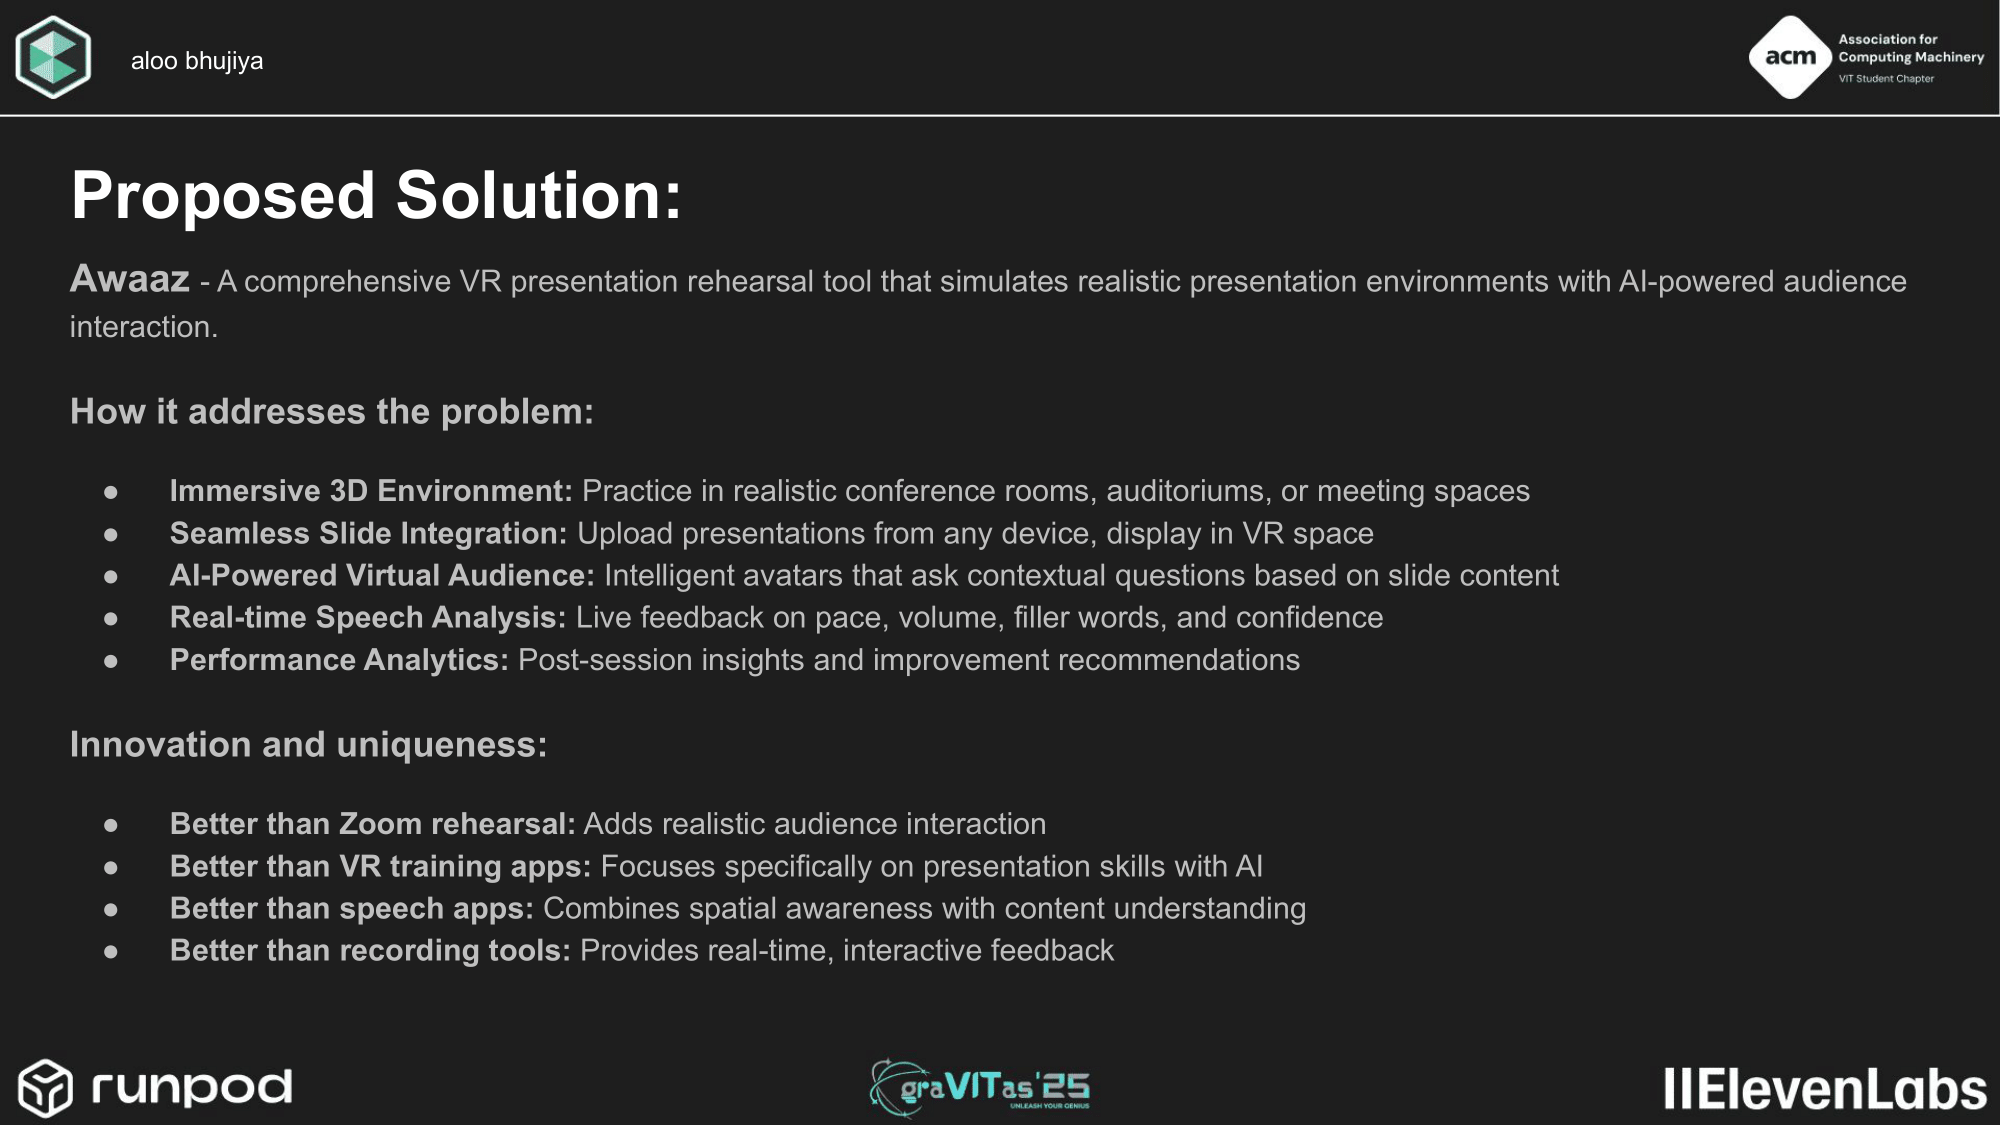 aloo bhujiya
acm
Association for
Computing Machinery
VIT Student Chapter
Proposed Solution:
Awaaz - A comprehensive VR presentation rehearsal tool that simulates realistic presentation environments with AI-powered audience
interaction.
How it addresses the problem:
● Immersive 3D Environment: Practice in realistic conference rooms, auditoriums, or meeting spaces
● Seamless Slide Integration: Upload presentations from any device, display in VR space
● AI-Powered Virtual Audience: Intelligent avatars that ask contextual questions based on slide content
● Real-time Speech Analysis: Live feedback on pace, volume, filler words, and confidence
● Performance Analytics: Post-session insights and improvement recommendations
Innovation and uniqueness:
● Better than Zoom rehearsal: Adds realistic audience interaction
● Better than VR training apps: Focuses specifically on presentation skills with AI
● Better than speech apps: Combines spatial awareness with content understanding
● Better than recording tools: Provides real-time, interactive feedback
runpod
graVITas'25
UNLEASH YOUR GENIUS
IIElevenLabs